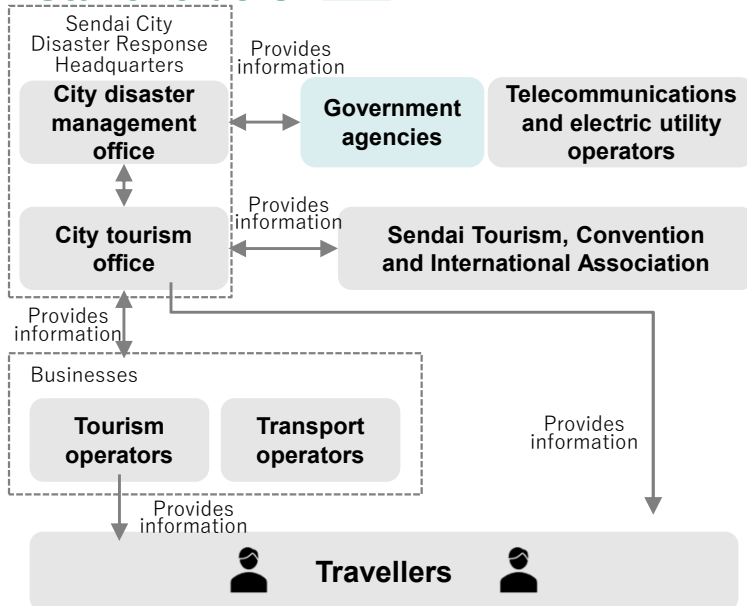 Sendai City
Disaster Response
Headquarters
Provides
information
City disaster
management
office
Government
agencies
Telecommunications
and electric utility
operators
City tourism
office
Provides
information
Sendai Tourism, Convention
and International Association
Provides
information
Businesses
Tourism
operators
Transport
operators
Provides
information
Provides
information
Travellers